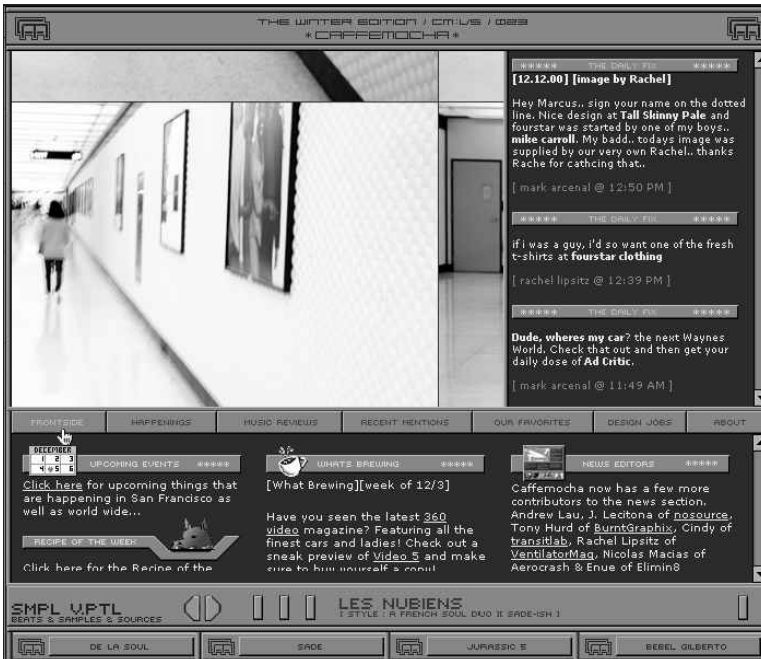 THE WINTER EDITION / CM:L/S / 023
*CAFFEMOCHA*
***** THE DAILY FIX *****
[12.12.00] [image by Rachel]
Hey Marcus.. sign your name on the dotted
line. Nice design at Tall Skinny Pale and
fourstar was started by one of my boys..
mike carroll. My badd.. todays image was
supplied by our very own Rachel.. thanks
Rache for cathcing that..
[ mark arcenal @ 12:50 PM ]
***** THE DAILY FIX *****
if i was a guy, i'd so want one of the fresh
t-shirts at fourstar clothing
[ rachel lipsitz @ 12:39 PM ]
***** THE DAILY FIX *****
Dude, wheres my car? the next Waynes
World. Check that out and then get your
daily dose of Ad Critic.
[ mark arcenal @ 11:49 AM ]
FRONTSIDE
HAPPENINGS
MUSIC REVIEWS
RECENT MENTIONS
OUR FAVORITES
DESIGN JOBS
ABOUT
DECEMBER
1 2 3
4 5 6
UPCOMING EVENTS *****
Click here for upcoming things that
are happening in San Francisco as
well as world wide...
RECIPE OF THE WEEK
Click here for the Recipe of the
WHATS BREWING *****
[What Brewing][week of 12/3]
Have you seen the latest 360
video magazine? Featuring all the
finest cars and ladies! Check out a
sneak preview of Video 5 and make
sure to buy yourself a copy!
NEWS EDITORS *****
Caffemocha now has a few more
contributors to the news section.
Andrew Lau, J. Lecitona of nosource,
Tony Hurd of BurntGraphix, Cindy of
transitlab, Rachel Lipsitz of
VentilatorMag, Nicolas Macias of
Aerocrash & Enue of Elimin8
SMPL V.PTL
BEATS & SAMPLES & SOURCES
LES NUBIENS
[ STYLE : A FRENCH SOUL DUO II SADE-ISH ]
DE LA SOUL
SADE
JURASSIC 5
BEBEL GILBERTO